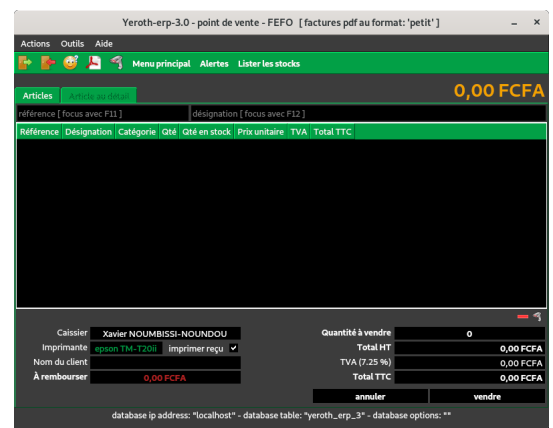 Yeroth-erp-3.0 - point de vente - FEFO [ factures pdf au format: 'petit' ]
Actions Outils Aide
Menu principal Alertes Lister les stocks
Articles Article au détail 0,00 FCFA
référence [ focus avec F11 ] désignation [ focus avec F12 ]
Référence Désignation Catégorie Qté Qté en stock Prix unitaire TVA Total TTC
Caissier Xavier NOUMBISSI-NOUNDOU Quantité à vendre 0
Imprimante epson TM-T20ii imprimer reçu Total HT 0,00 FCFA
Nom du client TVA (7.25 %) 0,00 FCFA
À rembourser 0,00 FCFA Total TTC 0,00 FCFA
annuler vendre
database ip address: "localhost" - database table: "yeroth_erp_3" - database options: ""